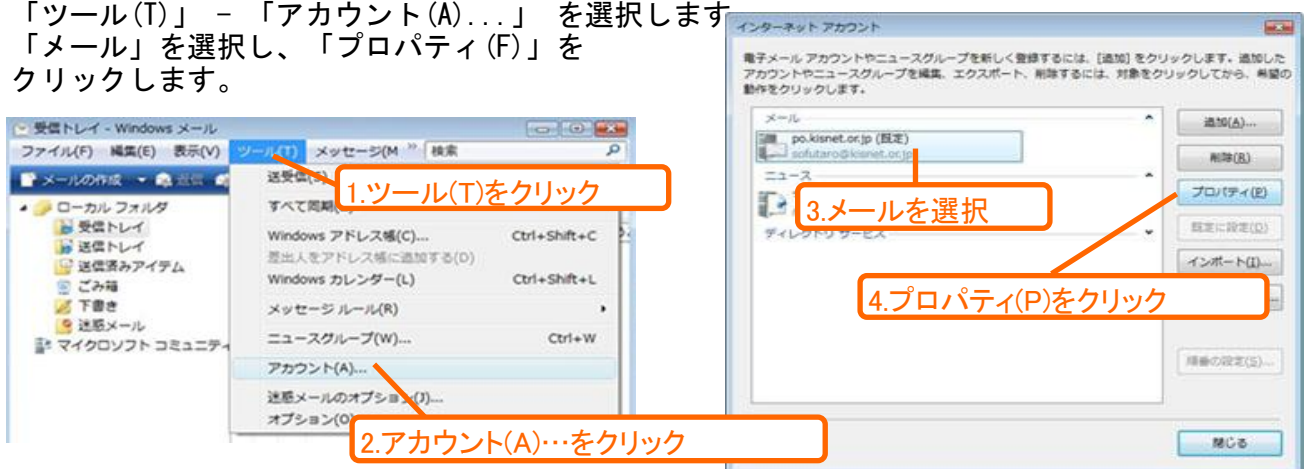 「ツール(T)」 － 「アカウント(A)...」 を選択します
「メール」を選択し、「プロパティ(F)」を
クリックします。
受信トレイ - Windows メール
ファイル(F) 編集(E) 表示(V) ツール(T) メッセージ(M » 検索
メールの作成 返信
ローカル フォルダ
受信トレイ
送信トレイ
送信済みアイテム
ごみ箱
下書き
迷惑メール
マイクロソフト コミュニティ
送受信(S)
1.ツール(T)をクリック
すべて同期
Windows アドレス帳(C)... Ctrl+Shift+C
差出人をアドレス帳に追加する(D)
Windows カレンダー(L) Ctrl+Shift+L
メッセージ ルール(R)
ニュースグループ(W)... Ctrl+W
アカウント(A)...
迷惑メールのオプション(J)...
オプション(O)
2.アカウント(A)…をクリック
インターネット アカウント
電子メール アカウントやニュースグループを新しく登録するには、[追加] をクリックします。追加した
アカウントやニュースグループを編集、エクスポート、削除するには、対象をクリックしてから、希望の
動作をクリックします。
メール
po.kisnet.or.jp (既定)
sofutaro@kisnet.or.jp
ニュース
3.メールを選択
ディレクトリ サービス
4.プロパティ(P)をクリック
追加(A)...
削除(R)
プロパティ(P)
既定に設定(D)
インポート(I)...
順番の設定(S)...
閉じる